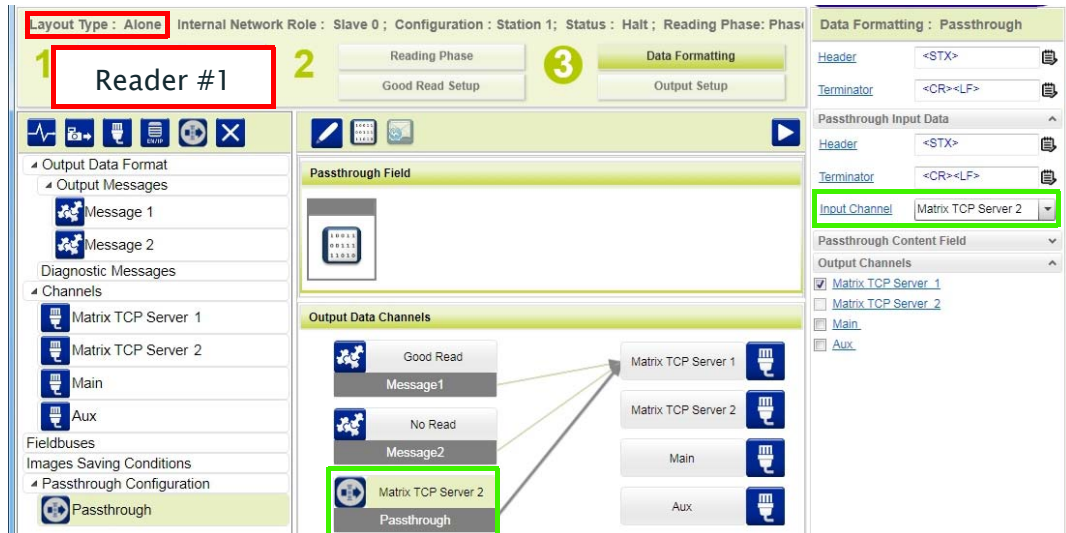 Layout Type : Alone Internal Network Role : Slave 0 ; Configuration : Station 1; Status : Halt ; Reading Phase: Phase
1
Reader #1
2
Reading Phase
Good Read Setup
3
Data Formatting
Output Setup
EN/IP
Output Data Format
Output Messages
Message 1
Message 2
Diagnostic Messages
Channels
Matrix TCP Server 1
Matrix TCP Server 2
Main
Aux
Fieldbuses
Images Saving Conditions
Passthrough Configuration
Passthrough
Passthrough Field
10011
00111
11010
Output Data Channels
Good Read
Message1
No Read
Message2
Matrix TCP Server 2
Passthrough
Matrix TCP Server 1
Matrix TCP Server 2
Main
Aux
Data Formatting : Passthrough
Header <STX>
Terminator <CR><LF>
Passthrough Input Data
Header <STX>
Terminator <CR><LF>
Input Channel Matrix TCP Server 2
Passthrough Content Field
Output Channels
Matrix TCP Server 1
Matrix TCP Server 2
Main
Aux